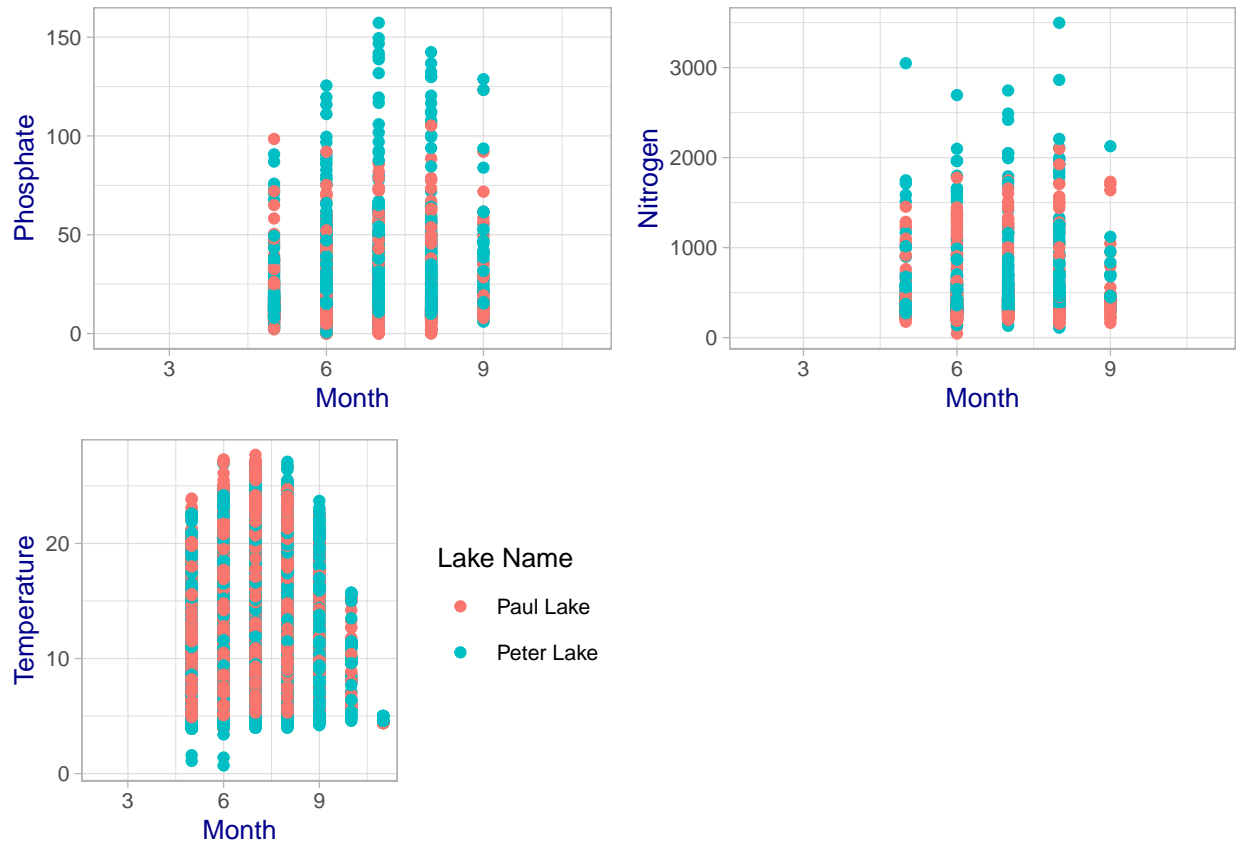 Phosphate
150
100
50
0
3 6 9
Month
Nitrogen
3000
2000
1000
0
3 6 9
Month
Temperature
20
10
0
3 6 9
Month
Lake Name
Paul Lake
Peter Lake